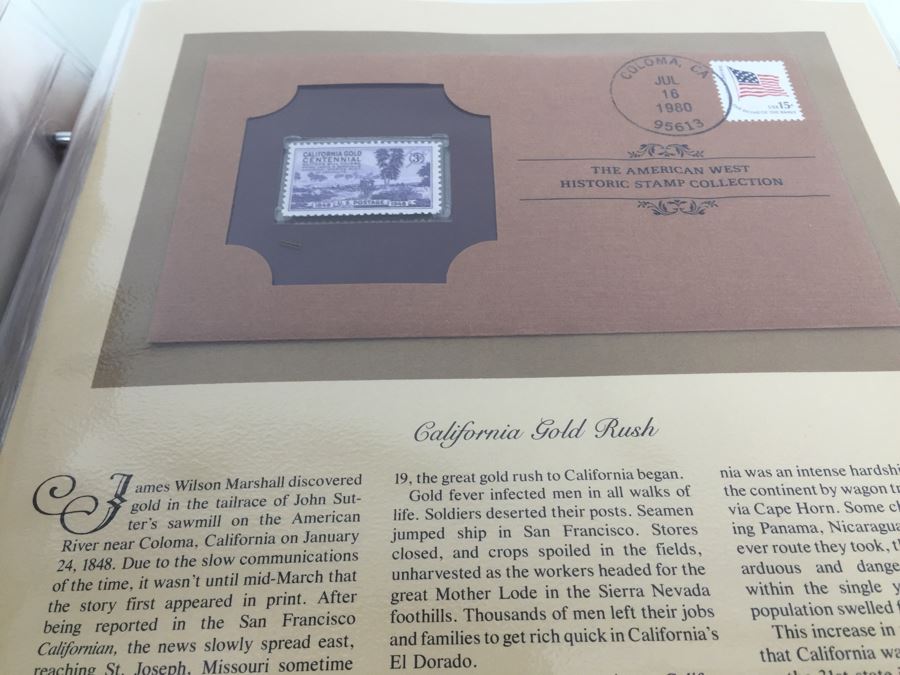 COLOMA, CA
JUL
16
1980
95613
USA 15c
CALIFORNIA GOLD
CENTENNIAL
3¢
1848 U.S. POSTAGE 1948
THE AMERICAN WEST
HISTORIC STAMP COLLECTION
California Gold Rush
James Wilson Marshall discovered
gold in the tailrace of John Sut-
ter's sawmill on the American
River near Coloma, California on January
24, 1848. Due to the slow communications
of the time, it wasn't until mid-March that
the story first appeared in print. After
being reported in the San Francisco
Californian, the news slowly spread east,
reaching St. Joseph, Missouri sometime
19, the great gold rush to California began.
Gold fever infected men in all walks of
life. Soldiers deserted their posts. Seamen
jumped ship in San Francisco. Stores
closed, and crops spoiled in the fields,
unharvested as the workers headed for the
great Mother Lode in the Sierra Nevada
foothills. Thousands of men left their jobs
and families to get rich quick in California's
El Dorado.
nia was an intense hardshi
the continent by wagon tr
via Cape Horn. Some ch
ing Panama, Nicaragua
ever route they took, th
arduous and dange
within the single y
population swelled f
This increase in
that California wa
the 31st state i